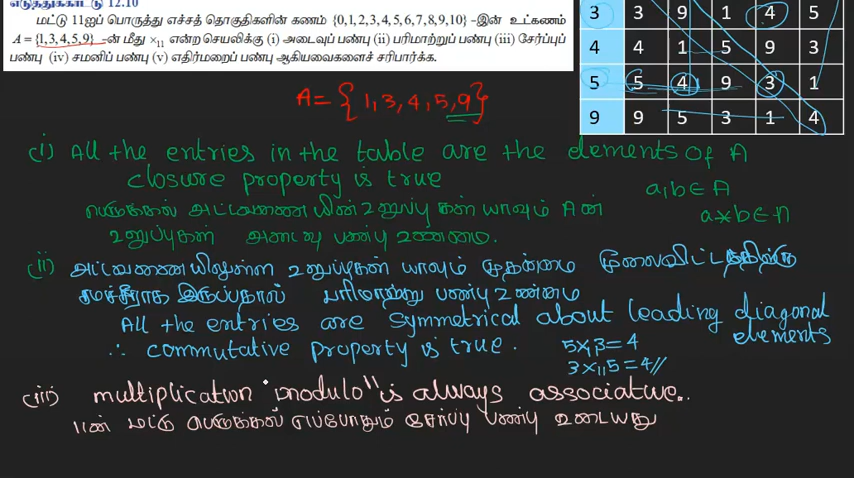 எடுத்துக்காட்டு 12.10
மட்டு 11ஐப் பொருத்து எச்சத் தொகுதிகளின் கணம் {0,1,2,3,4,5,6,7,8,9,10} -இன் உட்கணம்
A = {1,3,4,5,9} -ன் மீது ×₁₁ என்ற செயலிக்கு (i) அடைவுப் பண்பு (ii) பரிமாற்றுப் பண்பு (iii) சேர்ப்புப்
பண்பு (iv) சமனிப் பண்பு (v) எதிர்மறைப் பண்பு ஆகியவைகளைச் சரிபார்க்க.
3 3 9 1 4 5
4 4 1 5 9 3
5 5 4 9 3 1
9 9 5 3 1 4
A = {1,3,4,5,9}
(i) All the entries in the table are the elements of A
closure property is true
a,b ∈ A
பெருக்கல் அட்டவணையின் உறுப்புகள் யாவும் A ன்
a*b ∈ A
உறுப்புகள் அடைவு பண்பு உண்மை.
(ii) அட்டவணையிலுள்ள உறுப்புகள் யாவும் முதன்மை மூலைவிட்ட
சமச்சீராக இருப்பதால் பரிமாற்று பண்பு உண்மை
All the entries are symmetrical about leading diagonal
elements
∴ commutative property is true.
5×₁₁3=4
3×₁₁5=4//
(iii) multiplication "modulo" is always associative..
11ன் மட்டு பெருக்கல் எப்போதும் சேர்ப்பு பண்பு உடையது